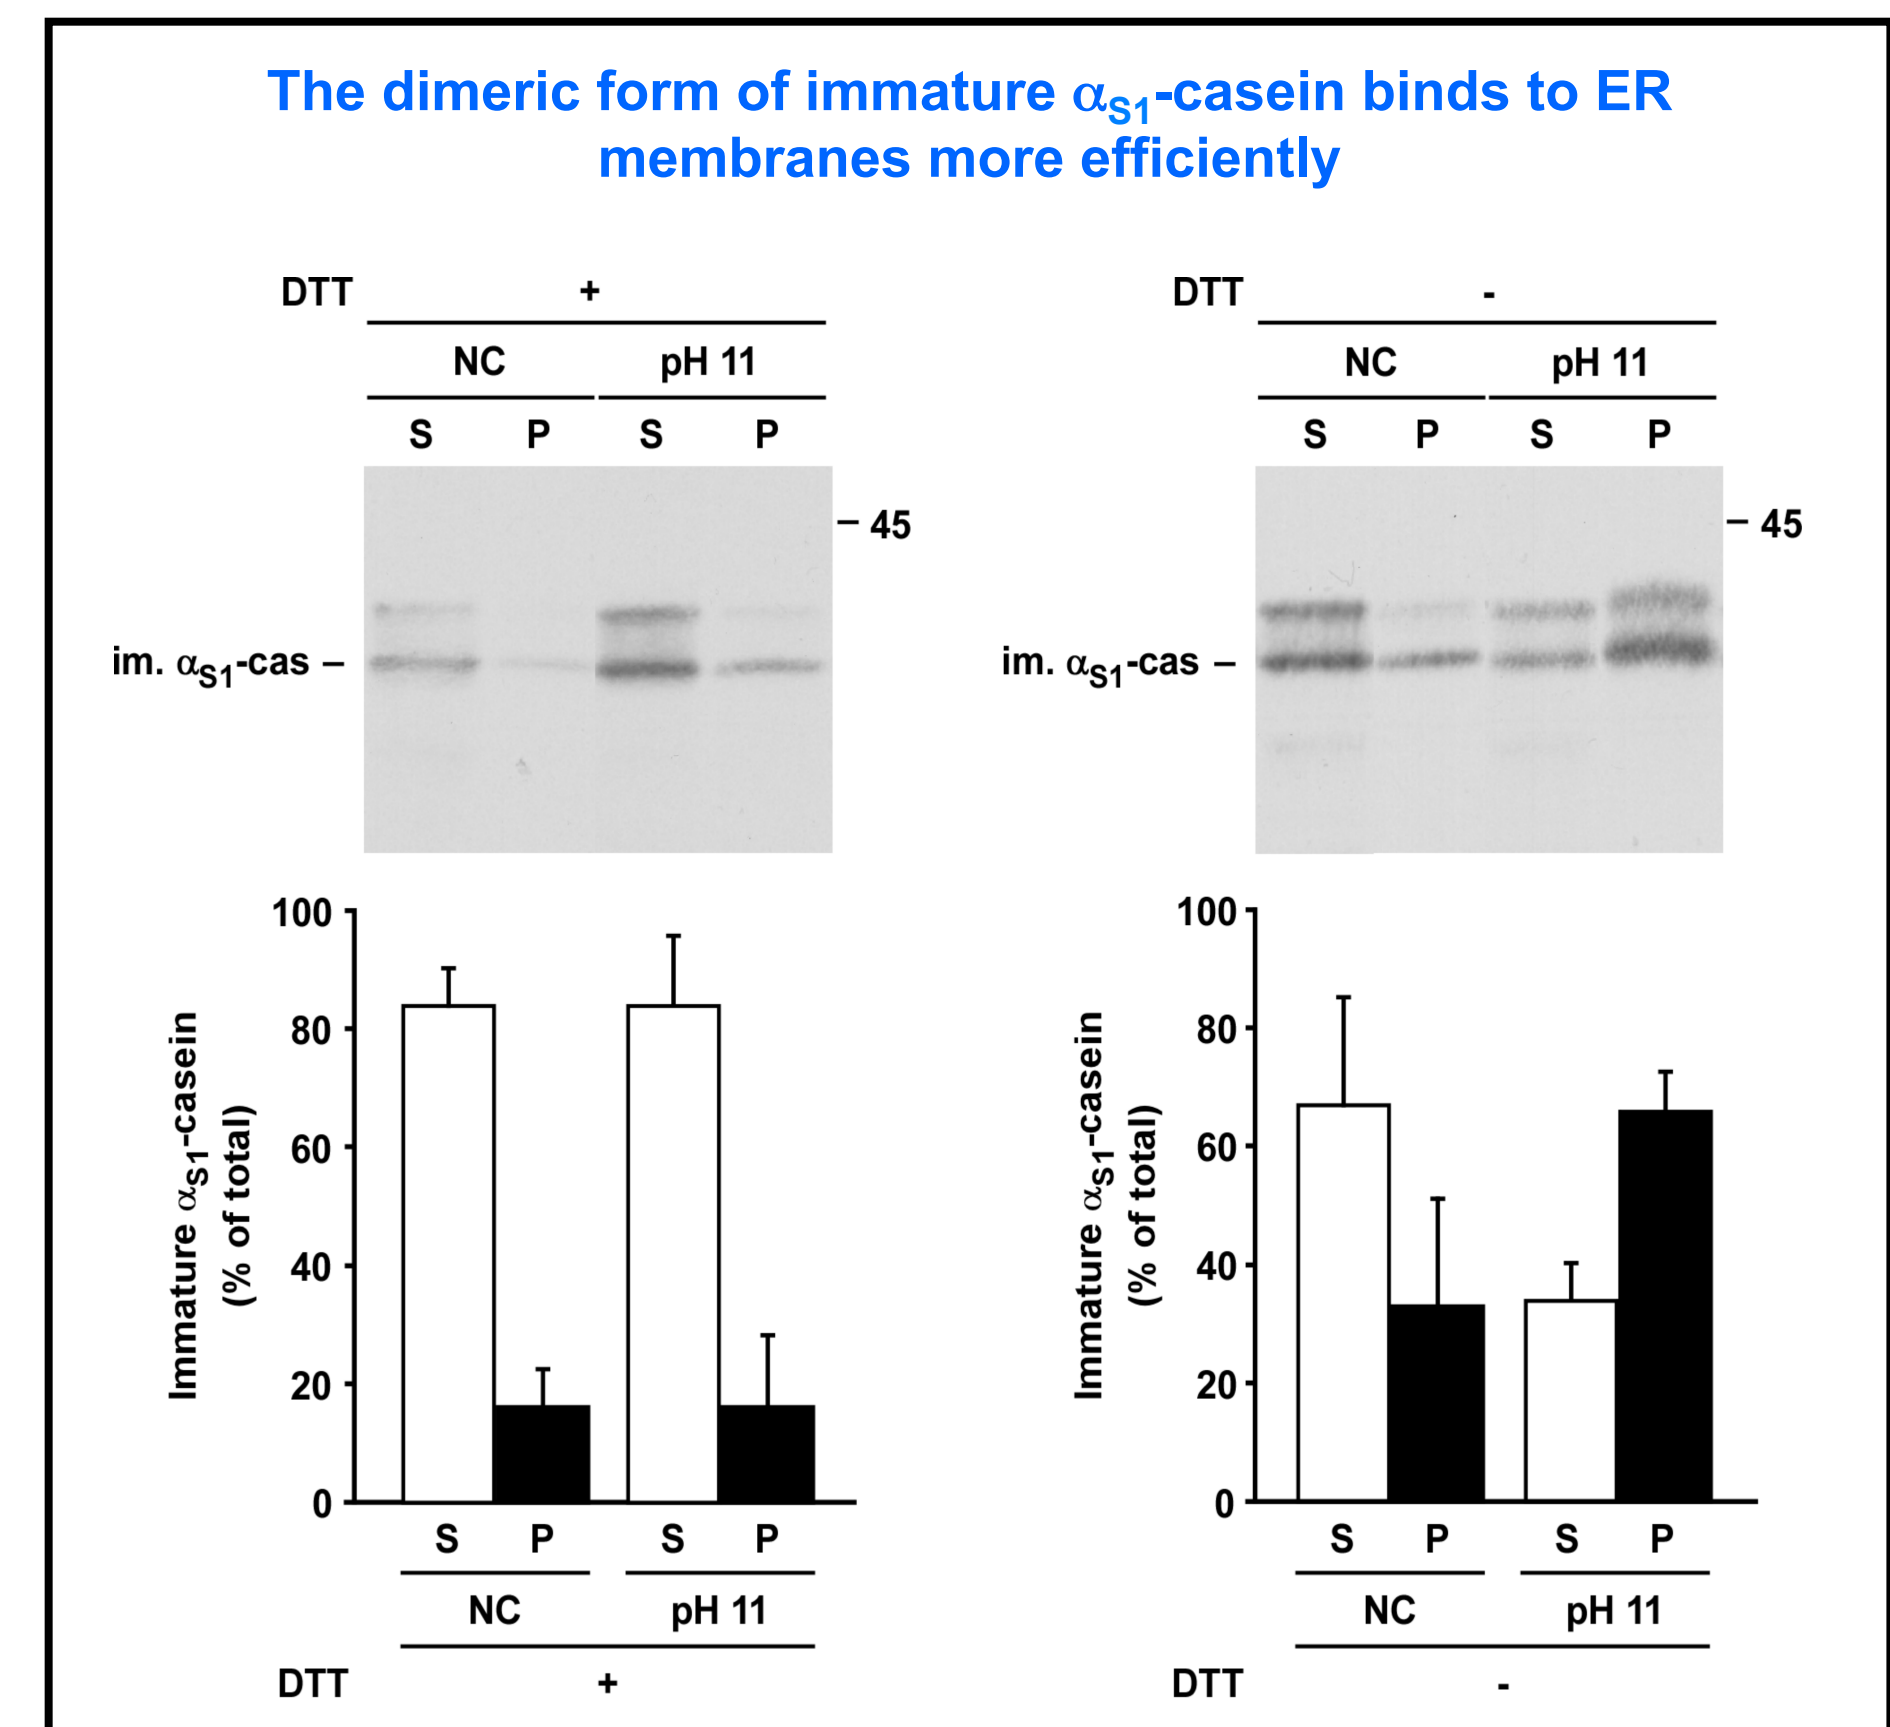 The dimeric form of immature αS1-casein binds to ER
membranes more efficiently
DTT +
NC pH 11
S P S P
– 45
im. αS1-cas –
DTT -
NC pH 11
S P S P
– 45
im. αS1-cas –
Immature αS1-casein
(% of total)
100
80
60
40
20
0
S P S P
NC pH 11
DTT +
Immature αS1-casein
(% of total)
100
80
60
40
20
0
S P S P
NC pH 11
DTT -